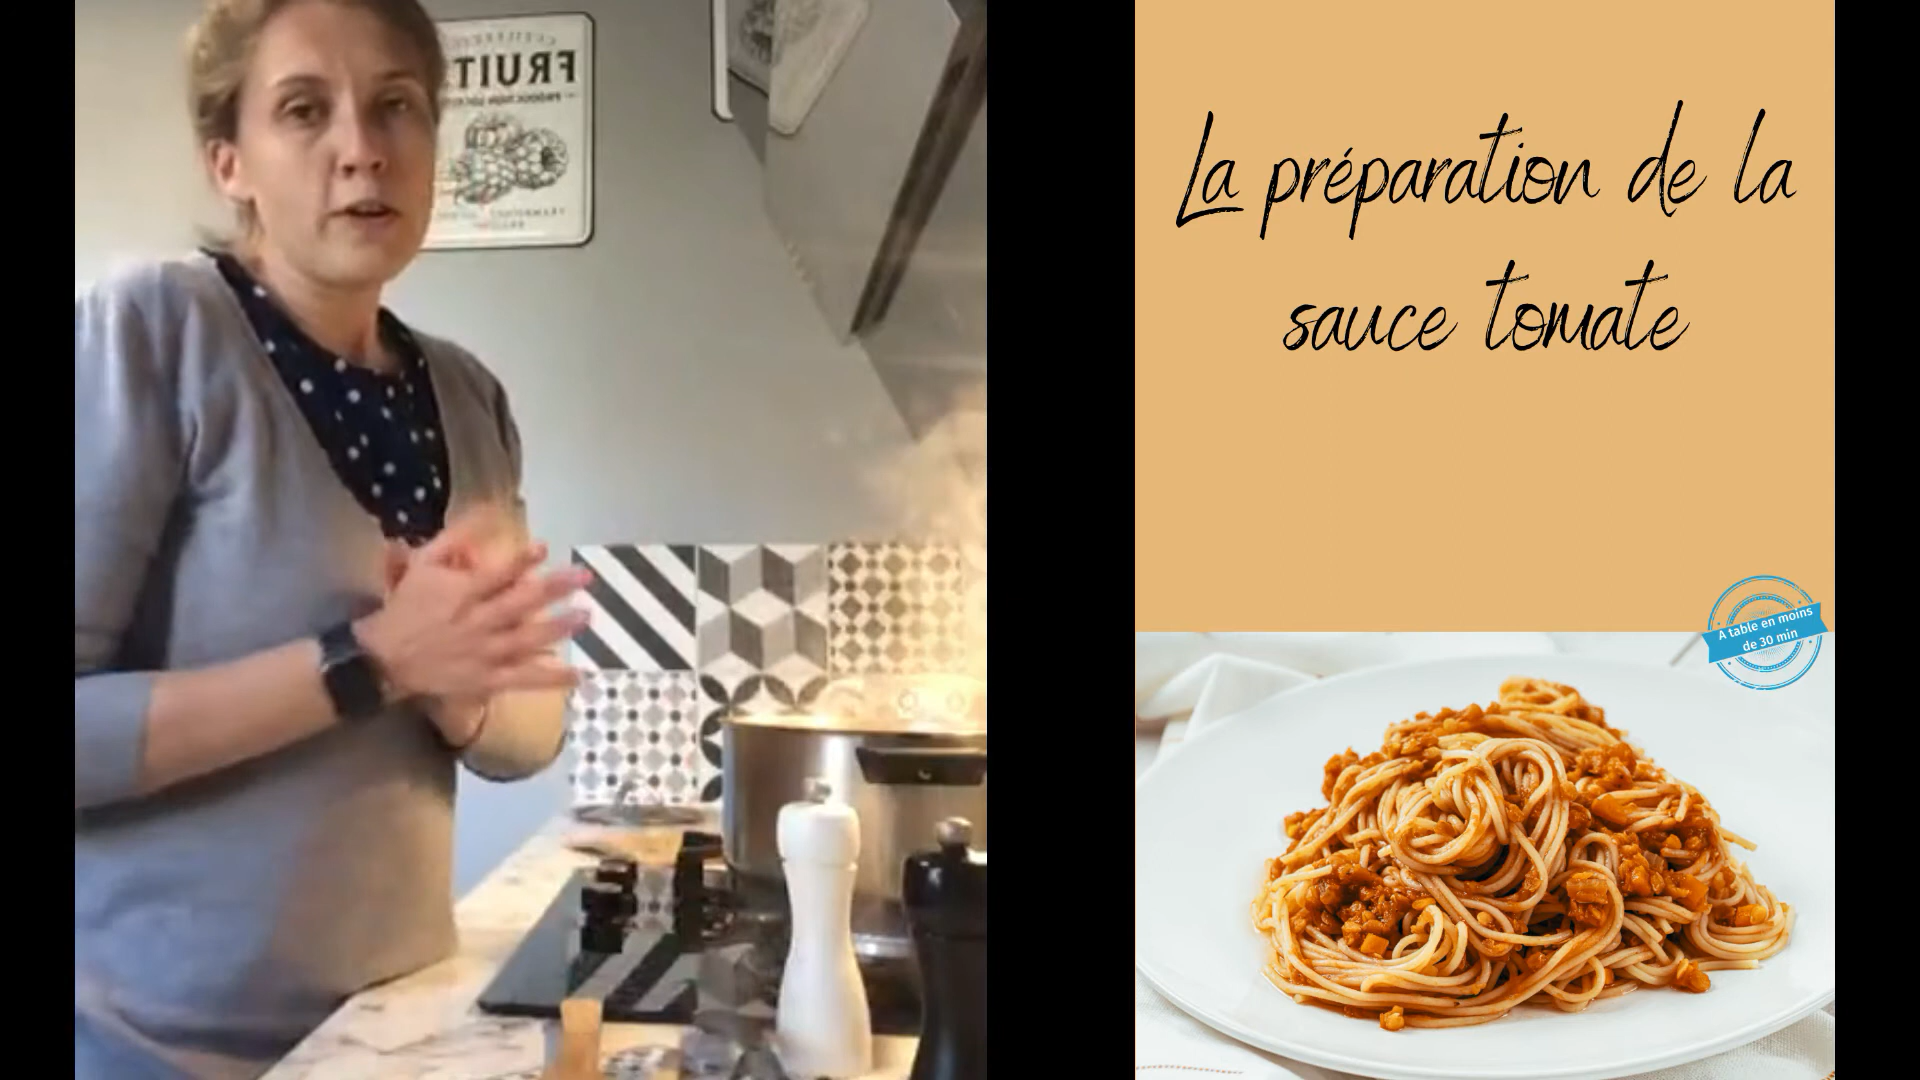 FRUIT
La préparation de la
sauce tomate
A table en moins
de 30 min